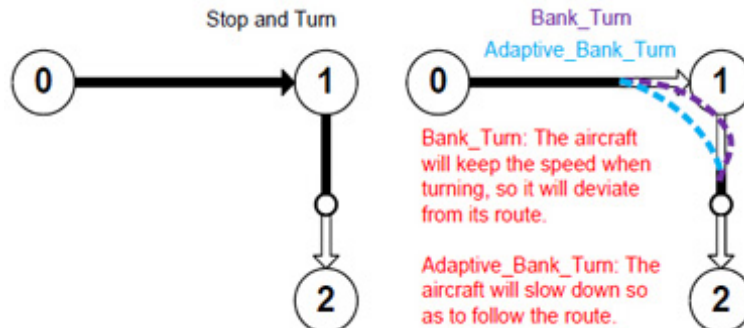 Stop and Turn
0
1
2
Bank_Turn
Adaptive_Bank_Turn
0
1
Bank_Turn: The aircraft
will keep the speed when
turning, so it will deviate
from its route.
Adaptive_Bank_Turn: The
aircraft will slow down so
as to follow the route.
2